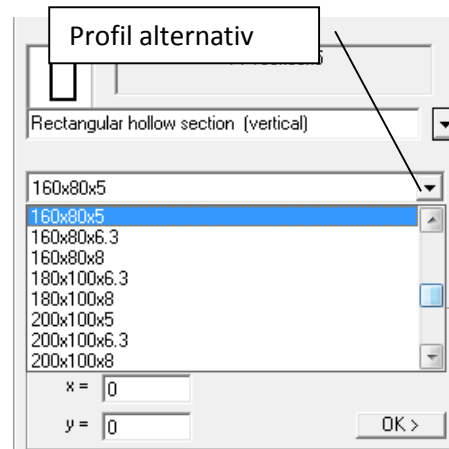 Profil alternativ
Rectangular hollow section (vertical)
160x80x5
160x80x5
160x80x6.3
160x80x8
180x100x6.3
180x100x8
200x100x5
200x100x6.3
200x100x8
x = 0
y = 0
OK >